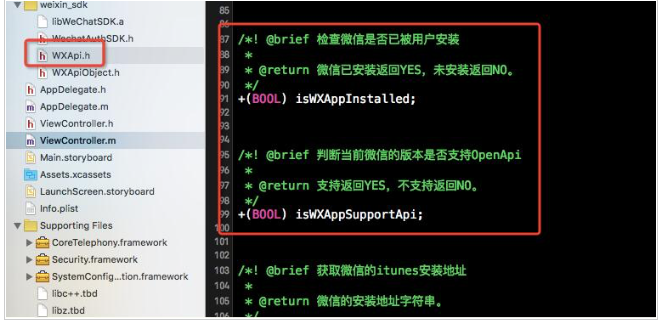 weixin_sdk
libWeChatSDK.a
WechatAuthSDK.h
WXApi.h
WXApiObject.h
AppDelegate.h
AppDelegate.m
ViewController.h
ViewController.m
Main.storyboard
Assets.xcassets
LaunchScreen.storyboard
Info.plist
Supporting Files
CoreTelephony.framework
Security.framework
SystemConfig...tion.framework
libc++.tbd
libz.tbd
85
86
87 /*! @brief 检查微信是否已被用户安装
88 *
89 * @return 微信已安装返回YES，未安装返回NO。
90 */
91 +(BOOL) isWXAppInstalled;
92
93
94
95 /*! @brief 判断当前微信的版本是否支持OpenApi
96 *
97 * @return 支持返回YES，不支持返回NO。
98 */
99 +(BOOL) isWXAppSupportApi;
100
101
102
103 /*! @brief 获取微信的itunes安装地址
104 *
105 * @return 微信的安装地址字符串。
106 */